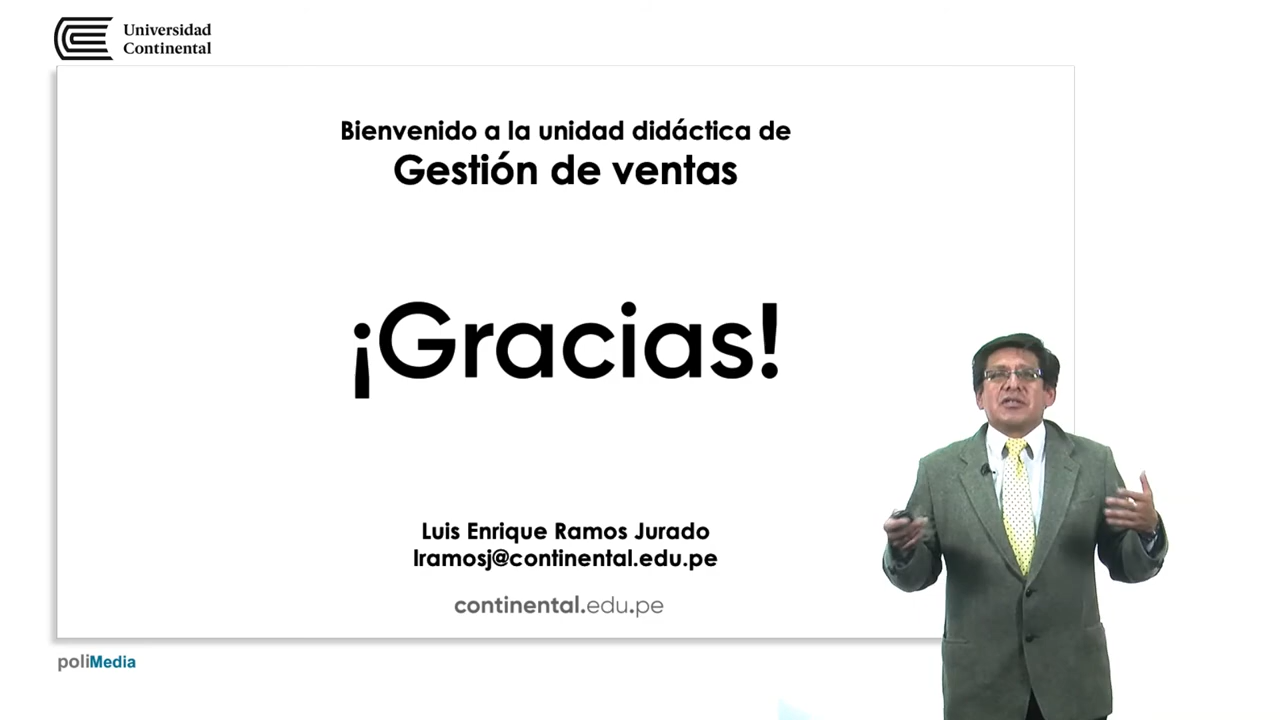 Universidad
Continental
Bienvenido a la unidad didáctica de
Gestión de ventas
¡Gracias!
Luis Enrique Ramos Jurado
lramosj@continental.edu.pe
continental.edu.pe
poliMedia